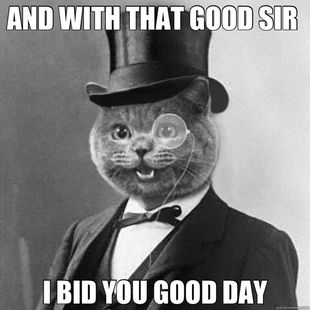 AND WITH THAT GOOD SIR
I BID YOU GOOD DAY